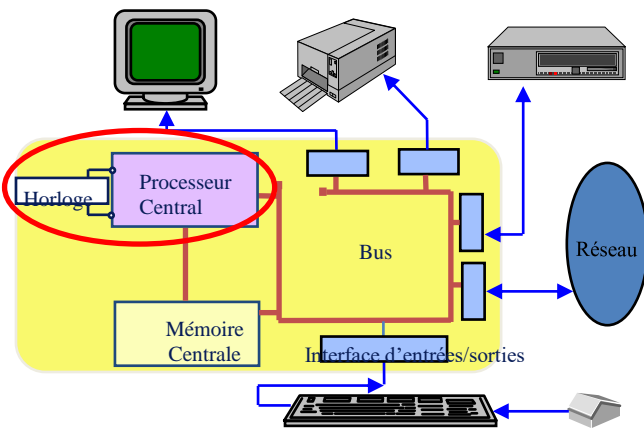 Horloge
Processeur
Central
Bus
Réseau
Mémoire
Centrale
Interface d'entrées/sorties